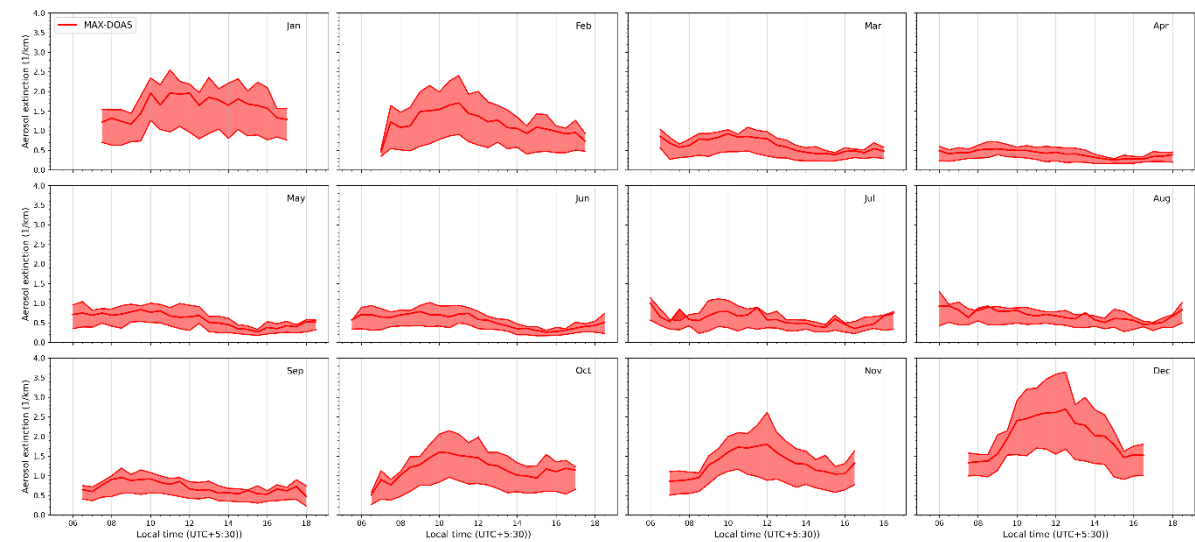 MAX-DOAS
Jan
Feb
Mar
Apr
4.0
3.5
3.0
2.5
2.0
1.5
1.0
0.5
0.0
Aerosol extinction (1/km)
May
Jun
Jul
Aug
4.0
3.5
3.0
2.5
2.0
1.5
1.0
0.5
0.0
Aerosol extinction (1/km)
Sep
Oct
Nov
Dec
4.0
3.5
3.0
2.5
2.0
1.5
1.0
0.5
0.0
Aerosol extinction (1/km)
06 08 10 12 14 16 18 06 08 10 12 14 16 18 06 08 10 12 14 16 18 06 08 10 12 14 16 18
Local time (UTC+5:30)) Local time (UTC+5:30)) Local time (UTC+5:30)) Local time (UTC+5:30))